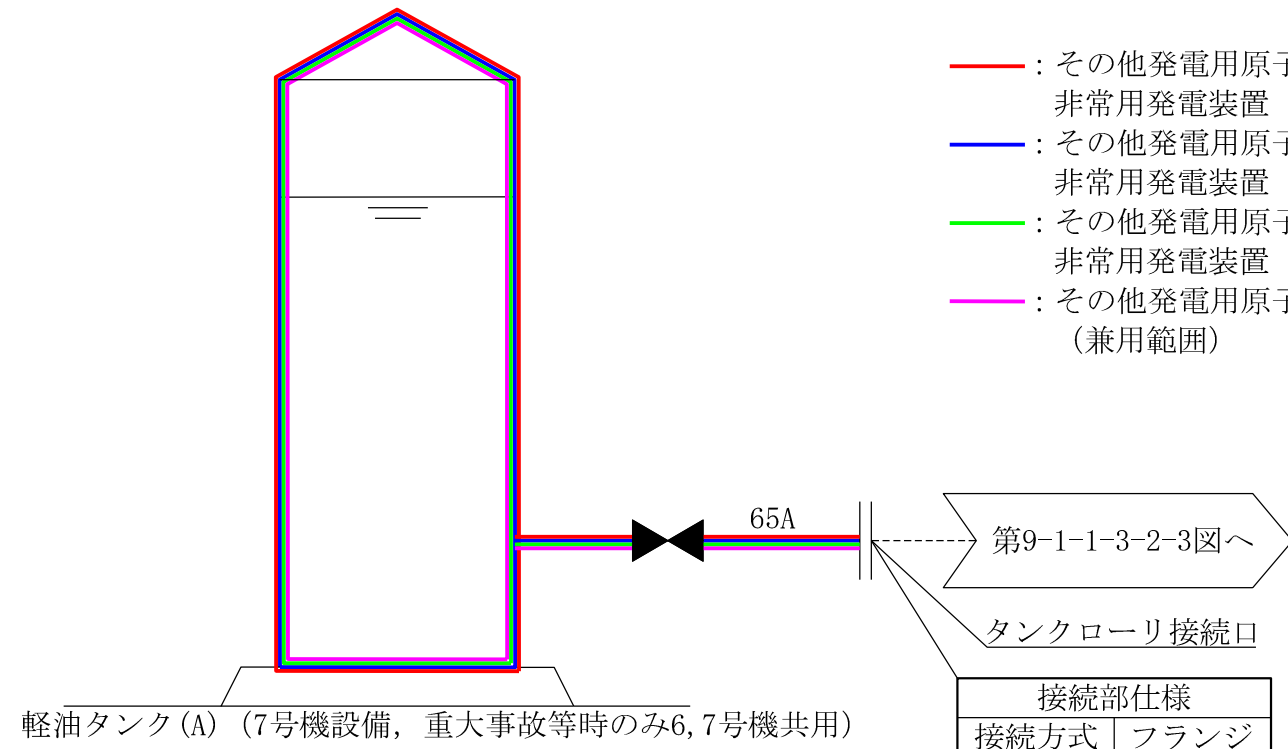 : その他発電用原子
非常用発電装置
: その他発電用原子
非常用発電装置
: その他発電用原子
非常用発電装置
: その他発電用原子
(兼用範囲)
65A
第9-1-1-3-2-3図へ
タンクローリ接続口
接続部仕様
接続方式 フランジ
軽油タンク(A) (7号機設備, 重大事故等時のみ6,7号機共用)